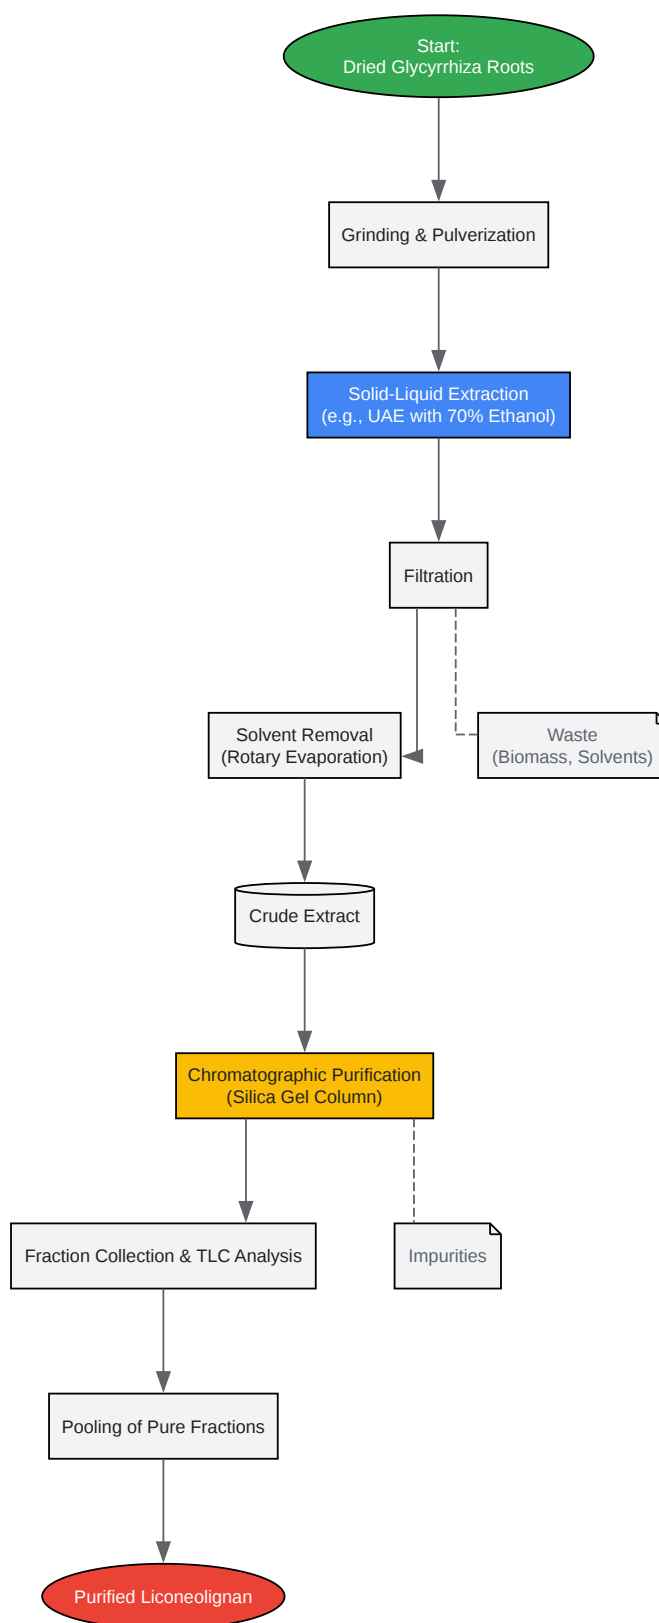 Start:
Dried Glycyrrhiza Roots
Grinding & Pulverization
Solid-Liquid Extraction
(e.g., UAE with 70% Ethanol)
Filtration
Solvent Removal
(Rotary Evaporation)
Waste
(Biomass, Solvents)
Crude Extract
Chromatographic Purification
(Silica Gel Column)
Fraction Collection & TLC Analysis
Impurities
Pooling of Pure Fractions
Purified Liconeolignan